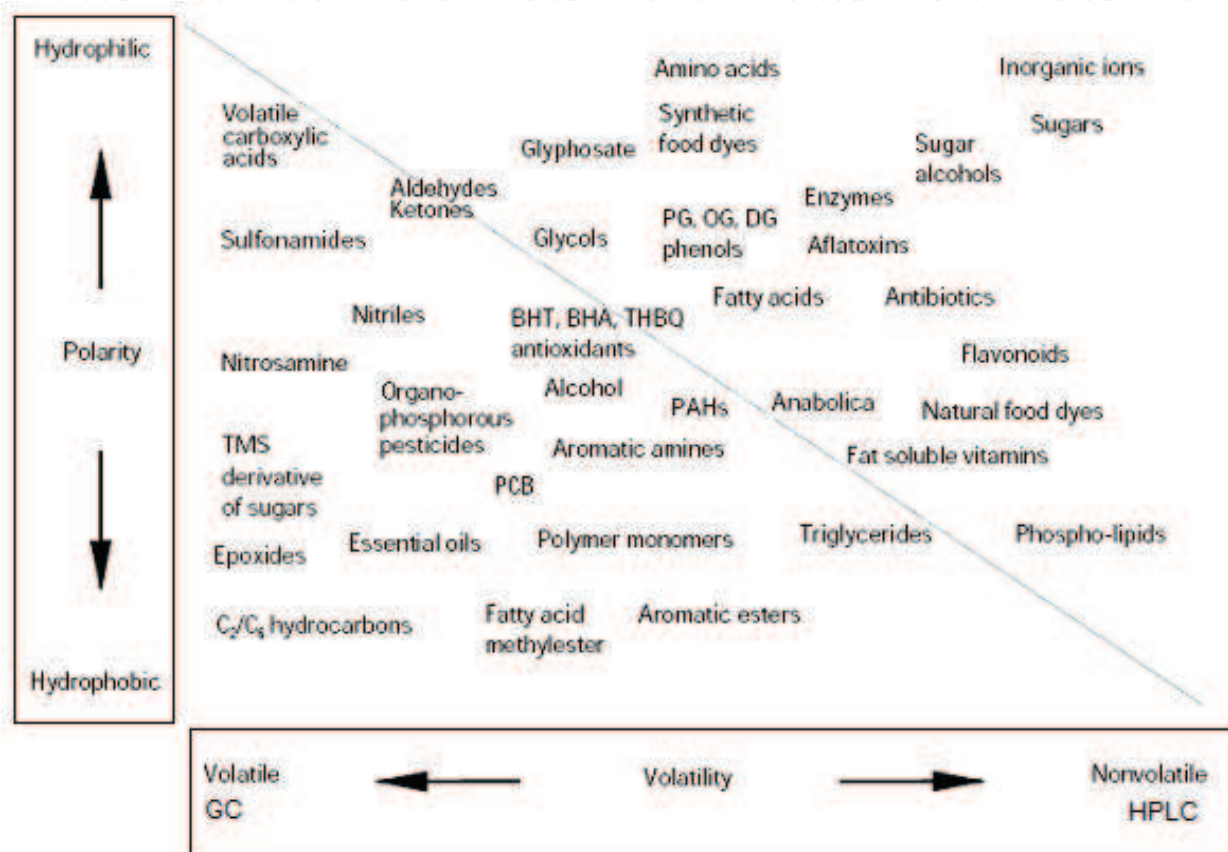 Hydrophilic
Polarity
Hydrophobic
Amino acids
Inorganic ions
Volatile
carboxylic
acids
Synthetic
food dyes
Sugars
Glyphosate
Sugar
alcohols
Aldehydes
Ketones
Enzymes
Sulfonamides
Glycols
PG, OG, DG
phenols
Aflatoxins
Fatty acids
Antibiotics
Nitriles
BHT, BHA, THBQ
antioxidants
Nitrosamine
Flavonoids
Organo-
phosphorous
pesticides
Alcohol
PAHs
Anabolica
Natural food dyes
TMS
derivative
of sugars
Aromatic amines
Fat soluble vitamins
PCB
Epoxides
Essential oils
Polymer monomers
Triglycerides
Phospho-lipids
C₂/C₆ hydrocarbons
Fatty acid
methylester
Aromatic esters
Volatile
GC
Volatility
Nonvolatile
HPLC